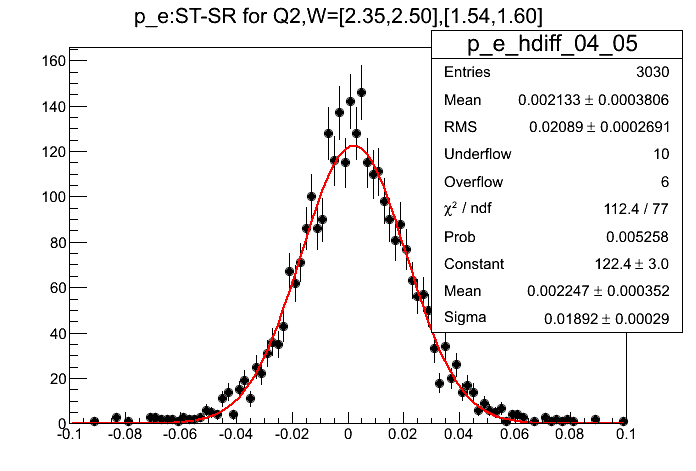 p_e:ST-SR for Q2,W=[2.35,2.50],[1.54,1.60]
p_e_hdiff_04_05
Entries 3030
Mean 0.002133 ± 0.0003806
RMS 0.02089 ± 0.0002691
Underflow 10
Overflow 6
χ² / ndf 112.4 / 77
Prob 0.005258
Constant 122.4 ± 3.0
Mean 0.002247 ± 0.000352
Sigma 0.01892 ± 0.00029
160
140
120
100
80
60
40
20
0
-0.1 -0.08 -0.06 -0.04 -0.02 0 0.02 0.04 0.06 0.08 0.1